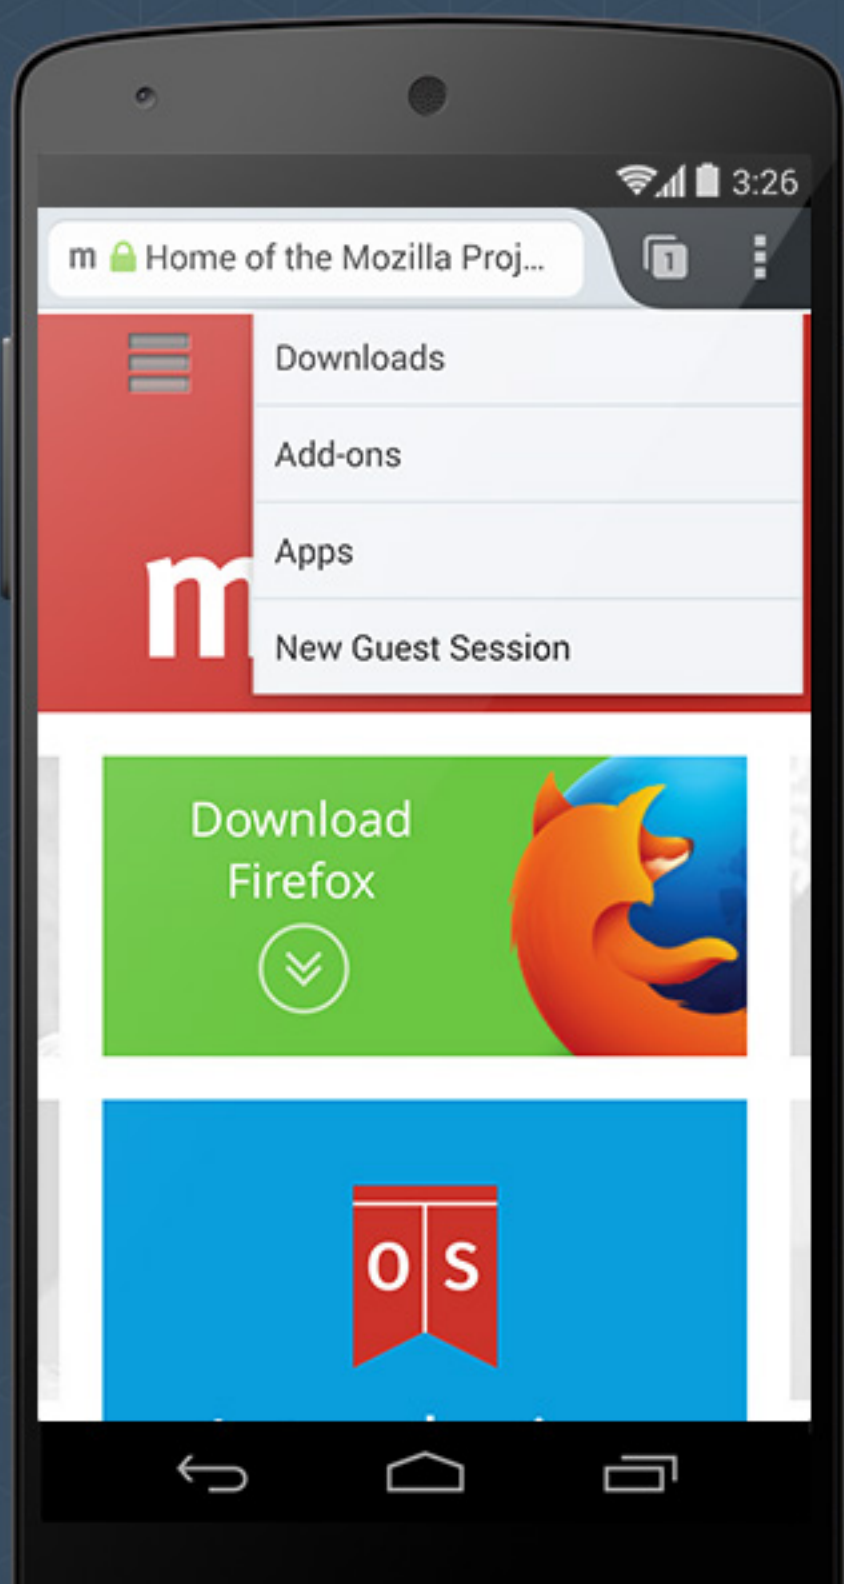 3:26
m Home of the Mozilla Proj...
1
Downloads
Add-ons
Apps
New Guest Session
m
Download
Firefox
O S